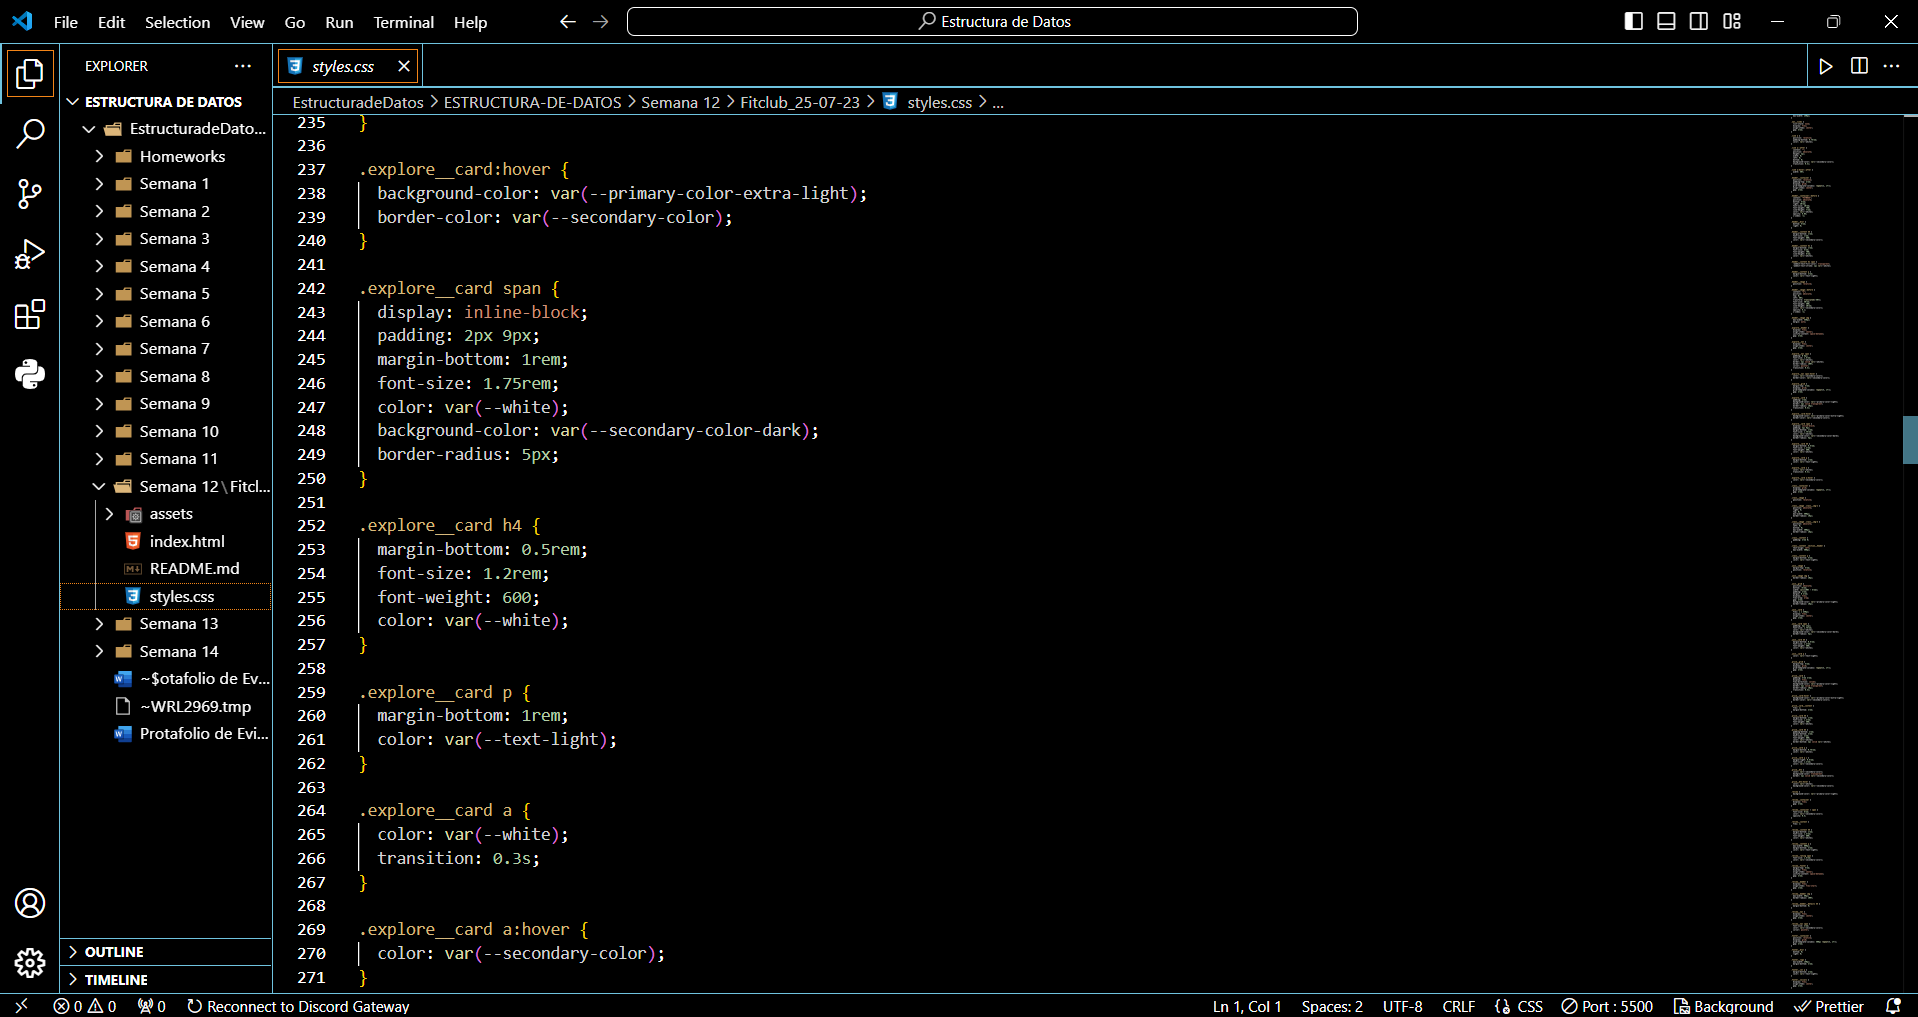 File Edit Selection View Go Run Terminal Help
Estructura de Datos
EXPLORER
ESTRUCTURA DE DATOS
EstructuradeDato...
Homeworks
Semana 1
Semana 2
Semana 3
Semana 4
Semana 5
Semana 6
Semana 7
Semana 8
Semana 9
Semana 10
Semana 11
Semana 12\Fitcl...
assets
index.html
README.md
styles.css
Semana 13
Semana 14
~$otafolio de Ev...
~WRL2969.tmp
Protafolio de Evi...
OUTLINE
TIMELINE
styles.css
EstructuradeDatos > ESTRUCTURA-DE-DATOS > Semana 12 > Fitclub_25-07-23 > styles.css > ...
235 }
236
237 .explore__card:hover {
238 background-color: var(--primary-color-extra-light);
239 border-color: var(--secondary-color);
240 }
241
242 .explore__card span {
243 display: inline-block;
244 padding: 2px 9px;
245 margin-bottom: 1rem;
246 font-size: 1.75rem;
247 color: var(--white);
248 background-color: var(--secondary-color-dark);
249 border-radius: 5px;
250 }
251
252 .explore__card h4 {
253 margin-bottom: 0.5rem;
254 font-size: 1.2rem;
255 font-weight: 600;
256 color: var(--white);
257 }
258
259 .explore__card p {
260 margin-bottom: 1rem;
261 color: var(--text-light);
262 }
263
264 .explore__card a {
265 color: var(--white);
266 transition: 0.3s;
267 }
268
269 .explore__card a:hover {
270 color: var(--secondary-color);
271 }
0 0 0 Reconnect to Discord Gateway Ln 1, Col 1 Spaces: 2 UTF-8 CRLF {} CSS Port : 5500 Background Prettier